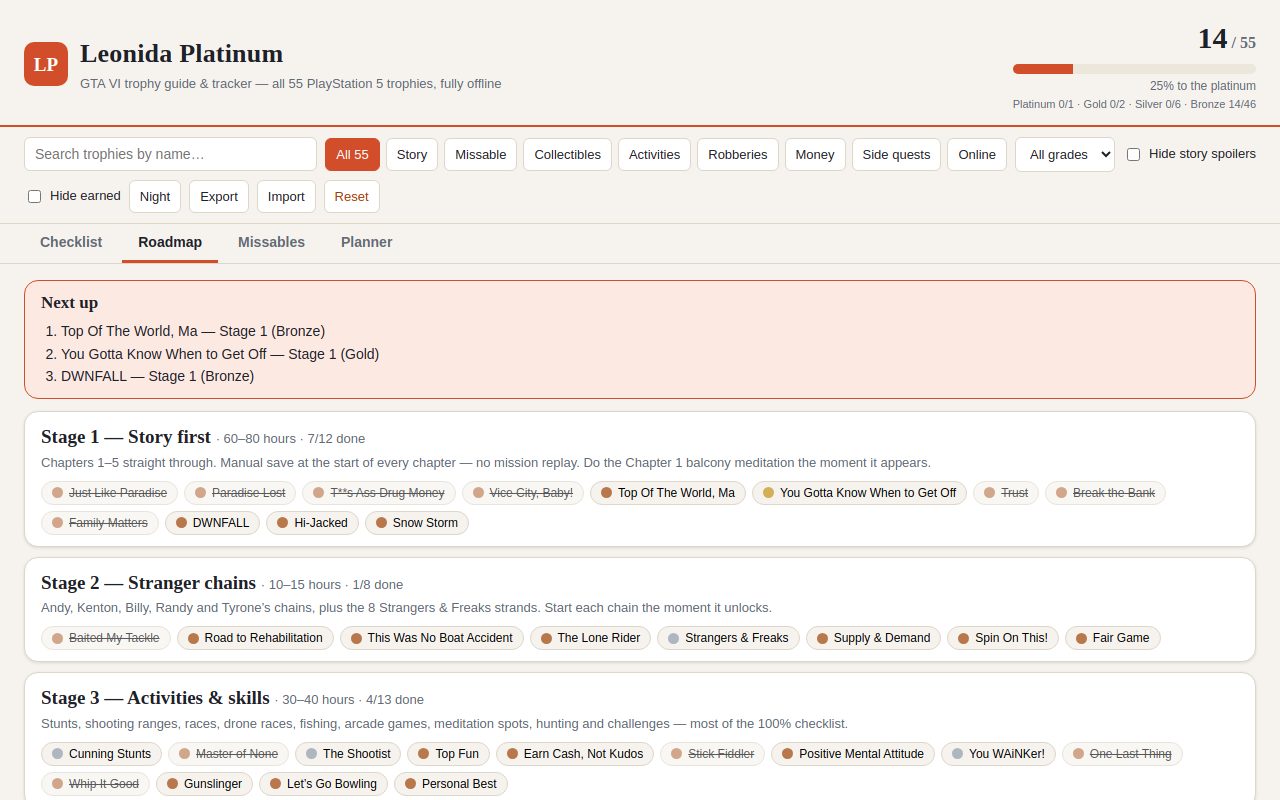 LP
Leonida Platinum
GTA VI trophy guide & tracker — all 55 PlayStation 5 trophies, fully offline
14 / 55
25% to the platinum
Platinum 0/1 · Gold 0/2 · Silver 0/6 · Bronze 14/46
Search trophies by name… All 55 Story Missable Collectibles Activities Robberies Money Side quests Online All grades Hide story spoilers
Hide earned Night Export Import Reset
Checklist Roadmap Missables Planner
Next up
1. Top Of The World, Ma — Stage 1 (Bronze)
2. You Gotta Know When to Get Off — Stage 1 (Gold)
3. DWNFALL — Stage 1 (Bronze)
Stage 1 — Story first · 60–80 hours · 7/12 done
Chapters 1–5 straight through. Manual save at the start of every chapter — no mission replay. Do the Chapter 1 balcony meditation the moment it appears.
Just Like Paradise Paradise Lost T**s Ass Drug Money Vice City, Baby! Top Of The World, Ma You Gotta Know When to Get Off Trust Break the Bank
Family Matters DWNFALL Hi-Jacked Snow Storm
Stage 2 — Stranger chains · 10–15 hours · 1/8 done
Andy, Kenton, Billy, Randy and Tyrone's chains, plus the 8 Strangers & Freaks strands. Start each chain the moment it unlocks.
Baited My Tackle Road to Rehabilitation This Was No Boat Accident The Lone Rider Strangers & Freaks Supply & Demand Spin On This! Fair Game
Stage 3 — Activities & skills · 30–40 hours · 4/13 done
Stunts, shooting ranges, races, drone races, fishing, arcade games, meditation spots, hunting and challenges — most of the 100% checklist.
Cunning Stunts Master of None The Shootist Top Fun Earn Cash, Not Kudos Stick Fiddler Positive Mental Attitude You WAiNKer! One Last Thing
Whip It Good Gunslinger Let's Go Bowling Personal Best